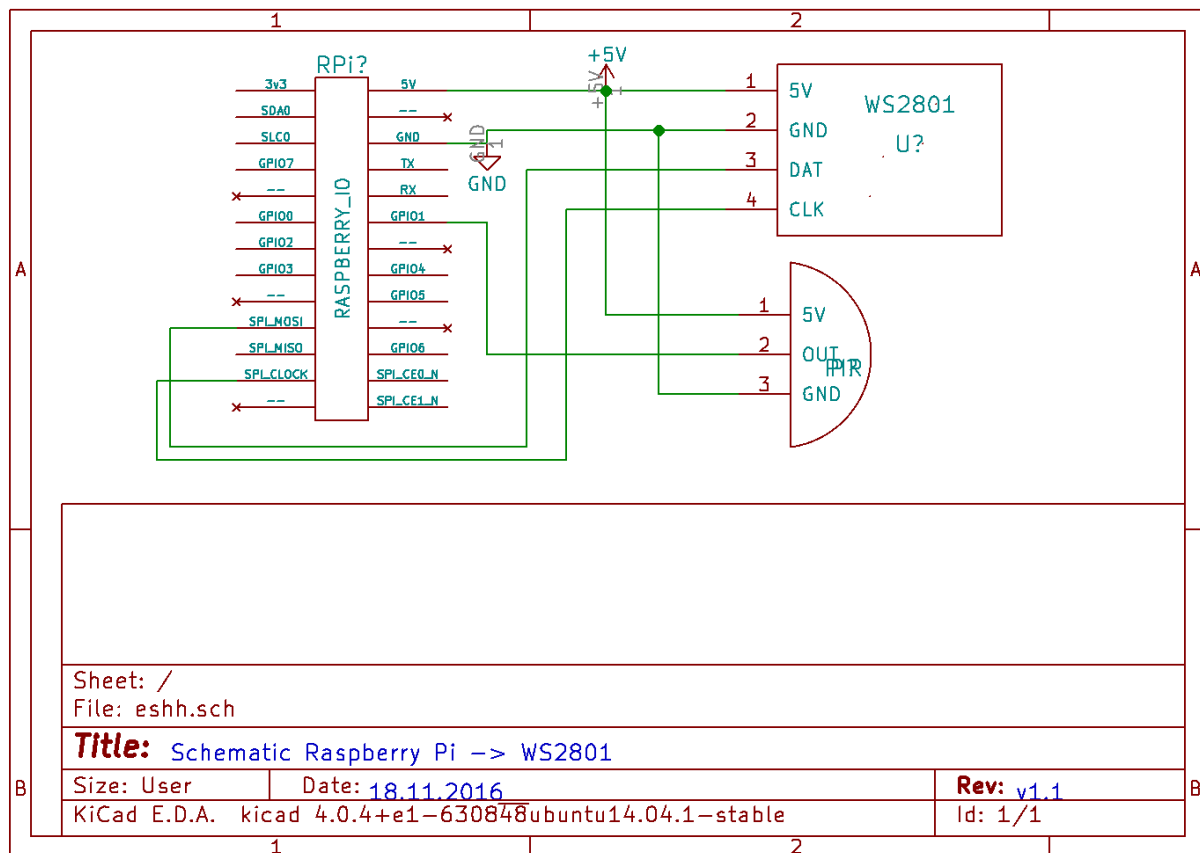 1 2
RPi?
3v3 5V
SDA0 --
SLC0 GND
GPIO7 TX
-- RX
GPIO0 GPIO1
GPIO2 --
GPIO3 GPIO4
-- GPIO5
SPI_MOSI --
SPI_MISO GPIO6
SPI_CLOCK SPI_CE0_N
-- SPI_CE1_N
RASPBERRY_IO
+5V
+5V
1
GND
1
GND
1 5V
2 GND
3 DAT
4 CLK
WS2801
U?
1 5V
2 OUT
3 GND
A A
Sheet: /
File: eshh.sch
Title: Schematic Raspberry Pi -> WS2801
Size: User Date: 18.11.2016 Rev: v1.1
KiCad E.D.A. kicad 4.0.4+e1-630848ubuntu14.04.1-stable Id: 1/1
B B
1 2